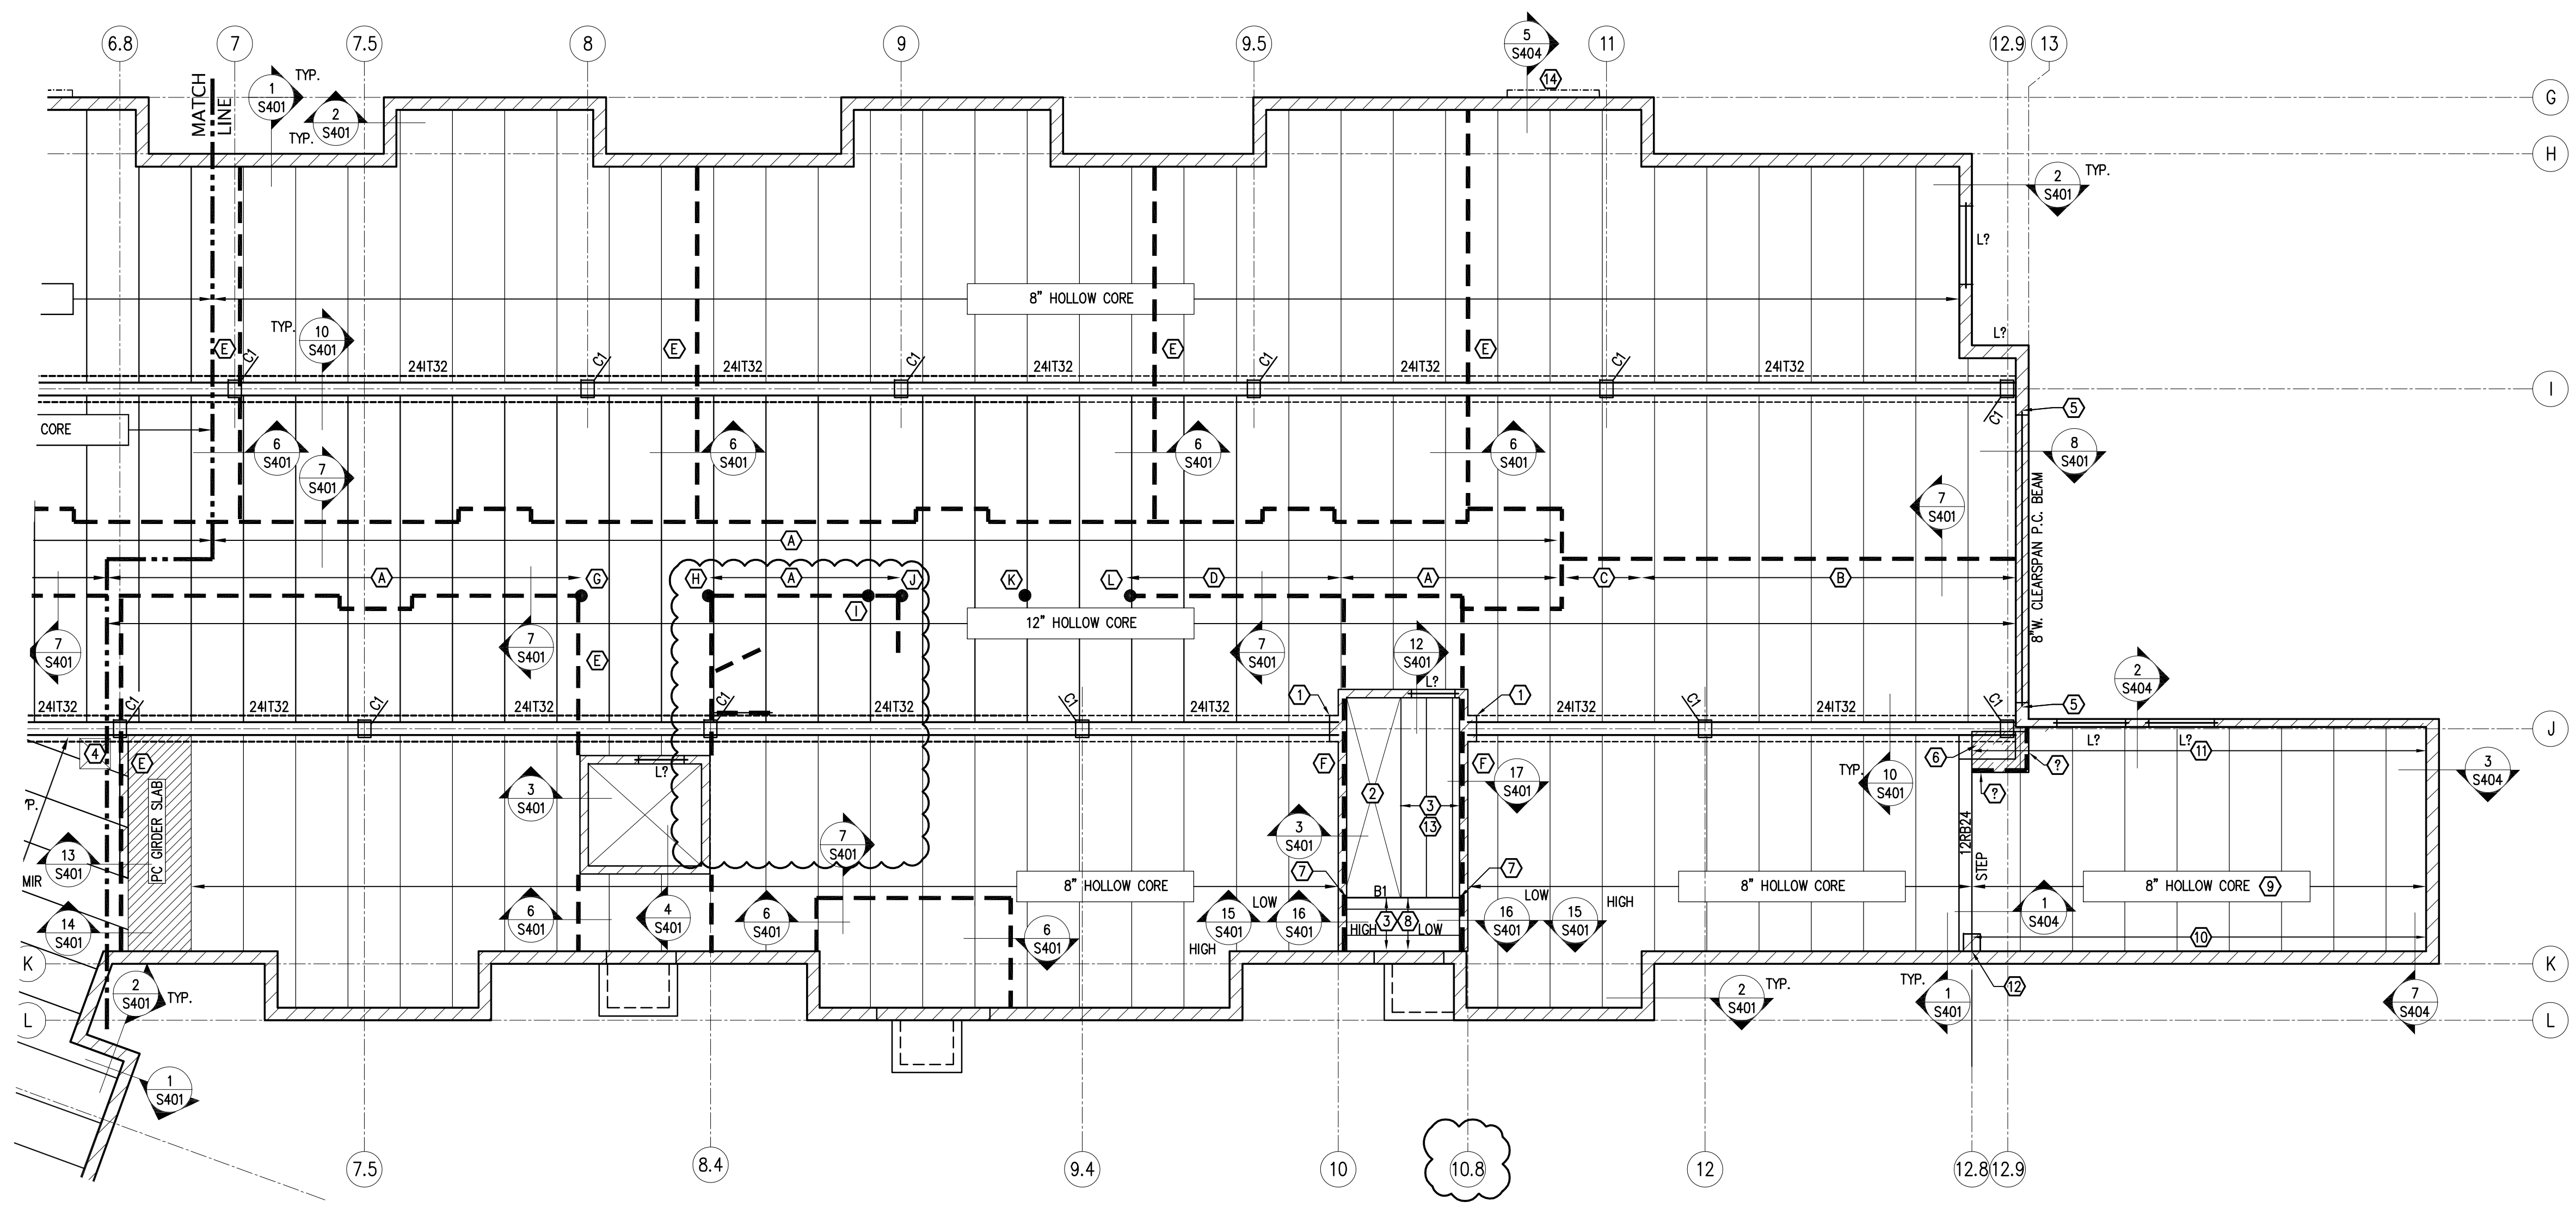 6.8
7
7.5
8
9
9.5
5
S404
11
12.9
13
14
G
MATCH
LINE
1
S401
TYP.
2
S401
TYP.
H
2
S401
TYP.
L?
8" HOLLOW CORE
TYP.
10
S401
E
C1
E
C1
E
C1
E
C1
C1
L?
24IT32
24IT32
24IT32
24IT32
24IT32
24IT32
I
C1
5
CORE
6
S401
6
S401
6
S401
6
S401
8
S401
7
S401
7
S401
8"W. CLEARSPAN P.C. BEAM
A
A
G
H
A
J
K
L
D
A
C
B
I
12" HOLLOW CORE
7
S401
7
S401
E
7
S401
12
S401
2
S404
L?
1
1
5
24IT32
24IT32
24IT32
24IT32
24IT32
24IT32
24IT32
C1
C1
C1
C1
C1
C1
J
4
E
L?
F
F
6
?
L?
L?
11
3
S404
PC GIRDER SLAB
3
S401
2
3
13
17
S401
TYP.
10
S401
?
P.
13
S401
MIR
7
S401
3
S401
12RB24
STEP
7
7
8" HOLLOW CORE
8" HOLLOW CORE
8" HOLLOW CORE
9
B1
14
S401
6
S401
4
S401
6
S401
6
S401
15
S401
LOW
16
S401
HIGH
HIGH
3
8
LOW
16
S401
LOW
15
S401
HIGH
1
S404
10
K
K
2
S401
TYP.
2
S401
TYP.
TYP.
1
S401
12
7
S404
L
L
1
S401
7.5
8.4
9.4
10
10.8
12
12.8
12.9